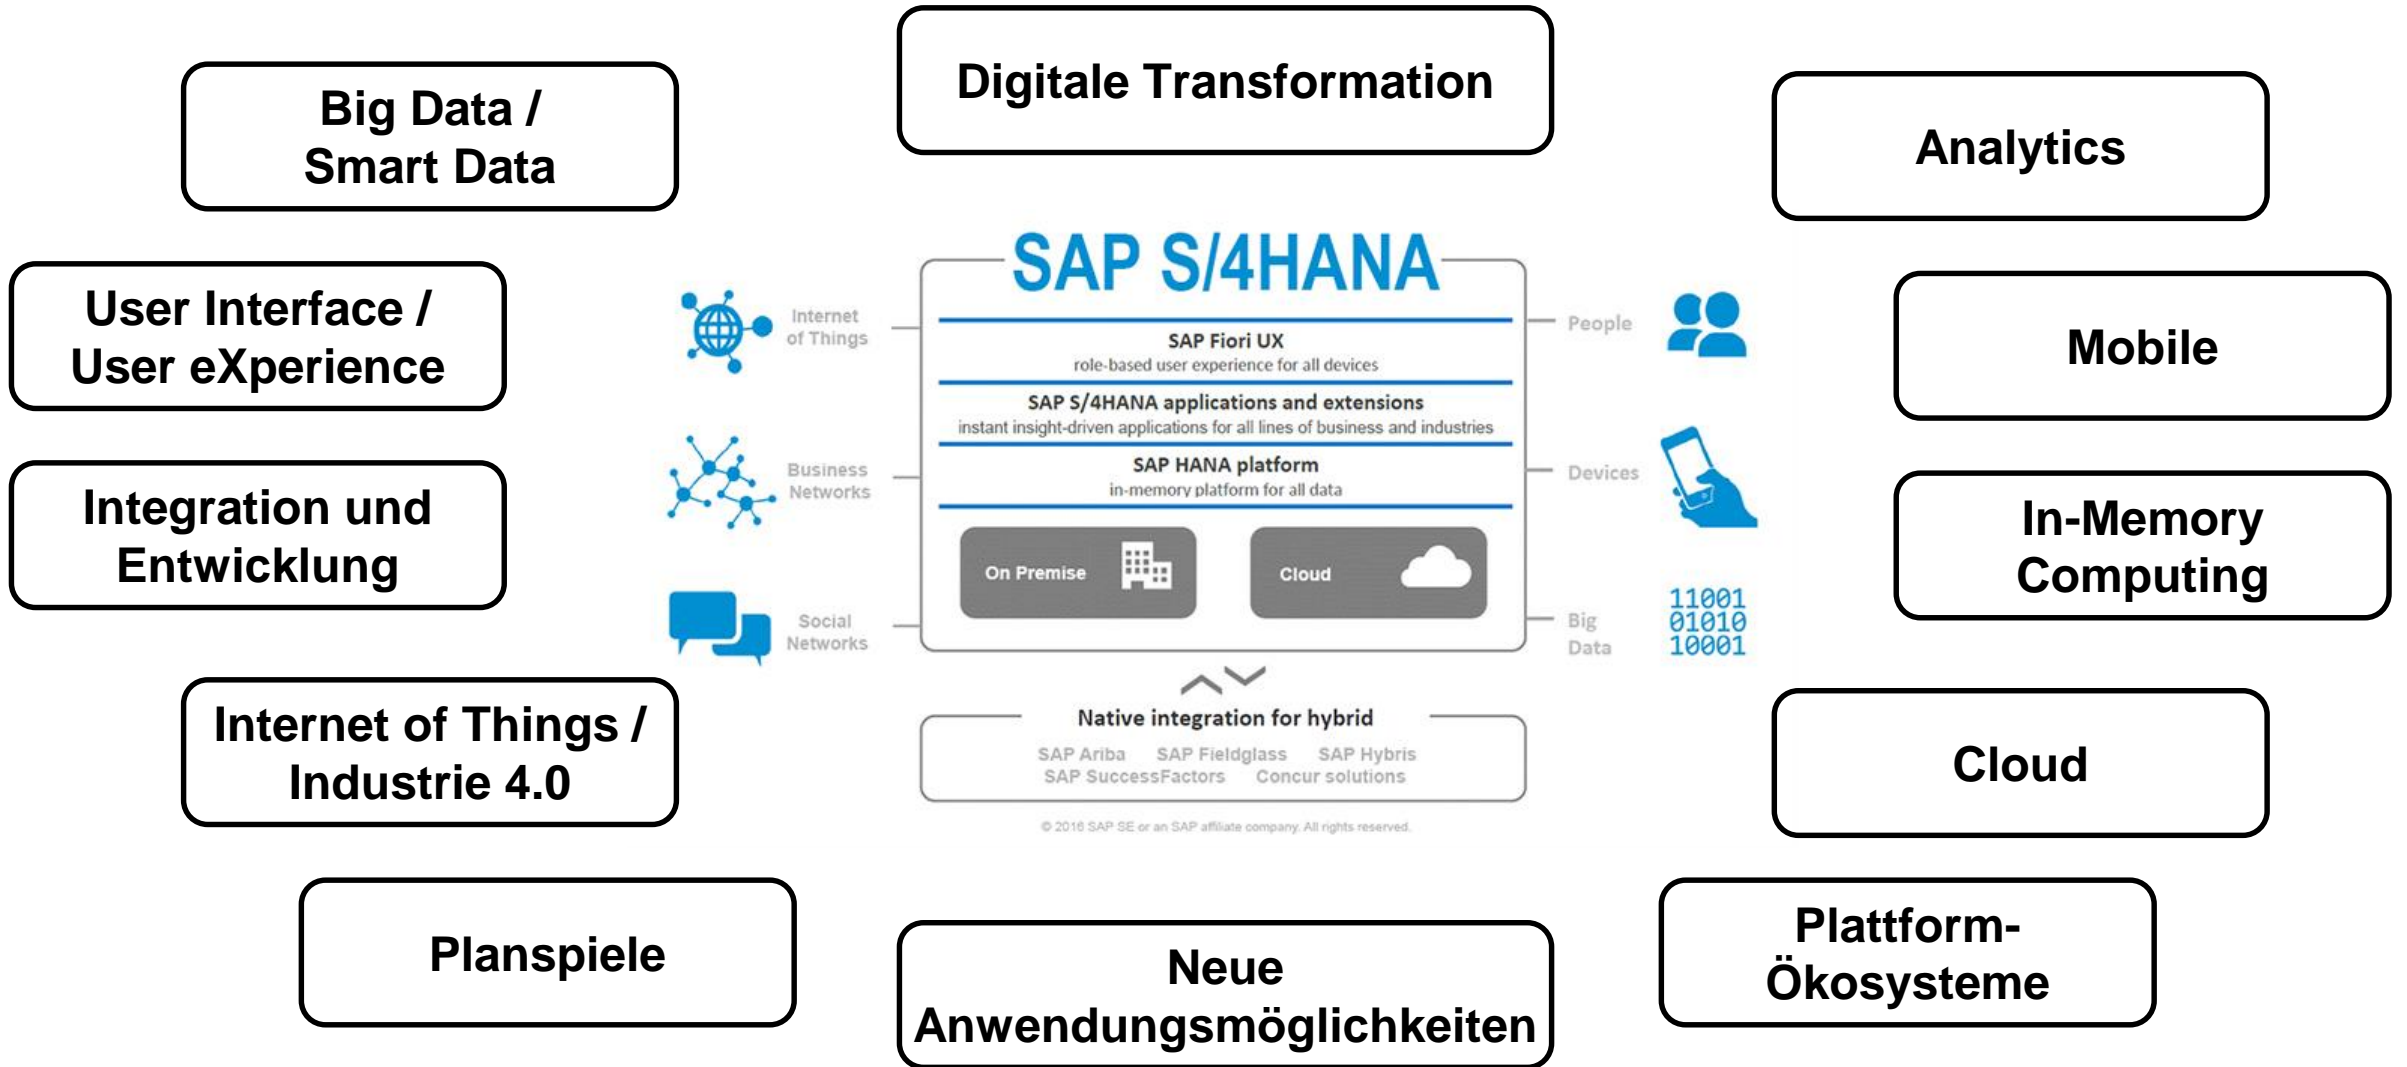 Digitale Transformation
Big Data /
Smart Data
Analytics
User Interface /
User eXperience
Mobile
Integration und
Entwicklung
In-Memory
Computing
Internet of Things /
Industrie 4.0
Cloud
Planspiele
Plattform-
Ökosysteme
Neue
Anwendungsmöglichkeiten
SAP S/4HANA
Internet
of Things
Business
Networks
Social
Networks
SAP Fiori UX
role-based user experience for all devices
SAP S/4HANA applications and extensions
instant insight-driven applications for all lines of business and industries
SAP HANA platform
in-memory platform for all data
On Premise
Cloud
People
Devices
Big
Data
11001
01010
10001
Native integration for hybrid
SAP Ariba SAP Fieldglass SAP Hybris
SAP SuccessFactors Concur solutions
© 2016 SAP SE or an SAP affiliate company. All rights reserved.